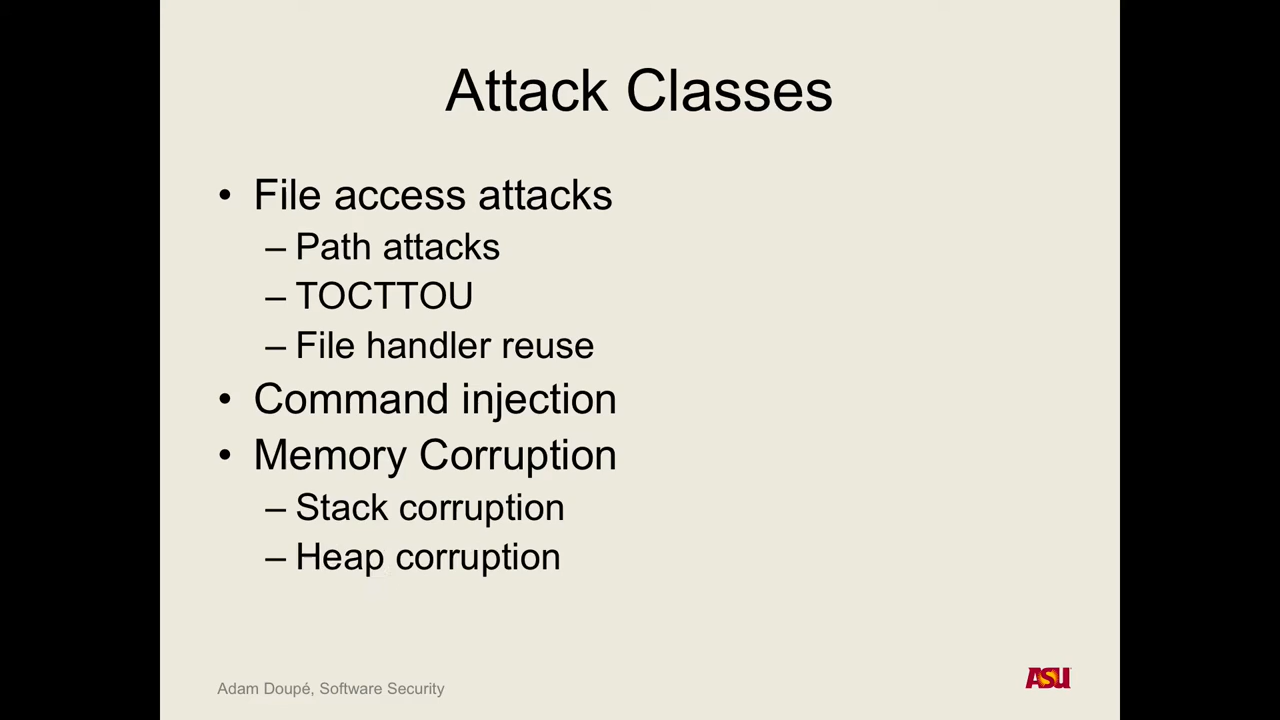 Attack Classes
• File access attacks
– Path attacks
– TOCTTOU
– File handler reuse
• Command injection
• Memory Corruption
– Stack corruption
– Heap corruption
Adam Doupé, Software Security
ASU